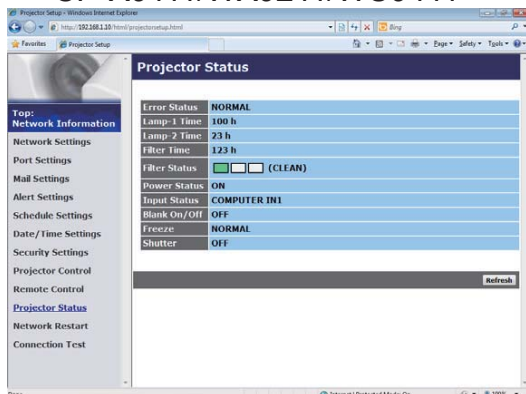 Projector Setup - Windows Internet Explorer
http://192.168.1.10/html/projectorsetup.html
Bing
Favorites
Projector Setup
Page
Safety
Tools
Top:
Network Information
Network Settings
Port Settings
Mail Settings
Alert Settings
Schedule Settings
Date/Time Settings
Security Settings
Projector Control
Remote Control
Projector Status
Network Restart
Connection Test
Projector Status
Error Status NORMAL
Lamp-1 Time 100 h
Lamp-2 Time 23 h
Filter Time 123 h
Filter Status (CLEAN)
Power Status ON
Input Status COMPUTER IN1
Blank On/Off OFF
Freeze NORMAL
Shutter OFF
Refresh